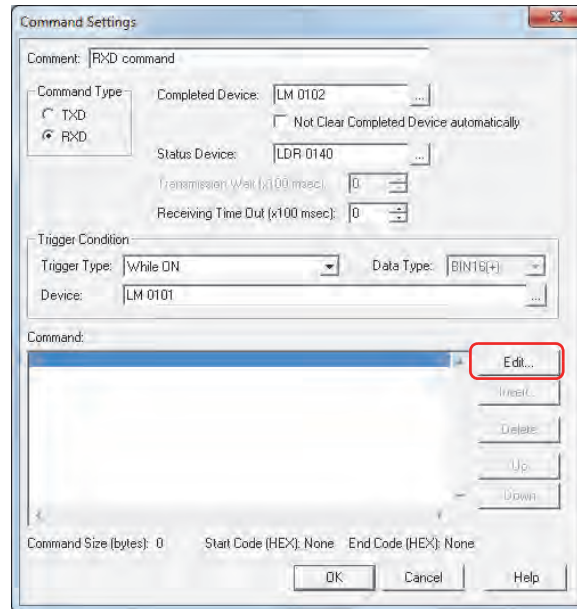 Command Settings
Comment: RXD command
Command Type
TXD
RXD
Completed Device: LM 0102 ...
Not Clear Completed Device automatically
Status Device: LDR 0140 ...
Transmission Wait (x100 msec): 0
Receiving Time Out (x100 msec): 0
Trigger Condition
Trigger Type: While ON Data Type: BIN16(+)
Device: LM 0101 ...
Command:
Edit...
Insert...
Delete
Up
Down
Command Size (bytes): 0 Start Code (HEX): None End Code (HEX): None
OK Cancel Help